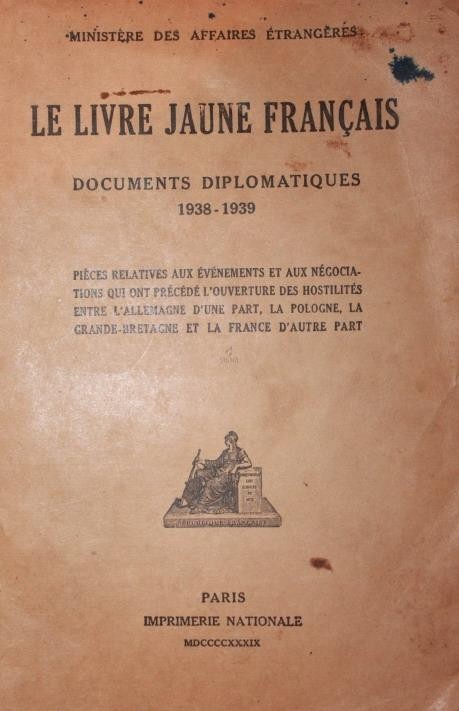 MINISTÈRE DES AFFAIRES ÉTRANGÈRES
LE LIVRE JAUNE FRANÇAIS
DOCUMENTS DIPLOMATIQUES
1938-1939
PIÈCES RELATIVES AUX ÉVÉNEMENTS ET AUX NÉGOCIA-
TIONS QUI ONT PRÉCÉDÉ L'OUVERTURE DES HOSTILITÉS
ENTRE L'ALLEMAGNE D'UNE PART, LA POLOGNE, LA
GRANDE-BRETAGNE ET LA FRANCE D'AUTRE PART
RÉPUBLIQUE FRANÇAISE
PARIS
IMPRIMERIE NATIONALE
MDCCCCXXXIX